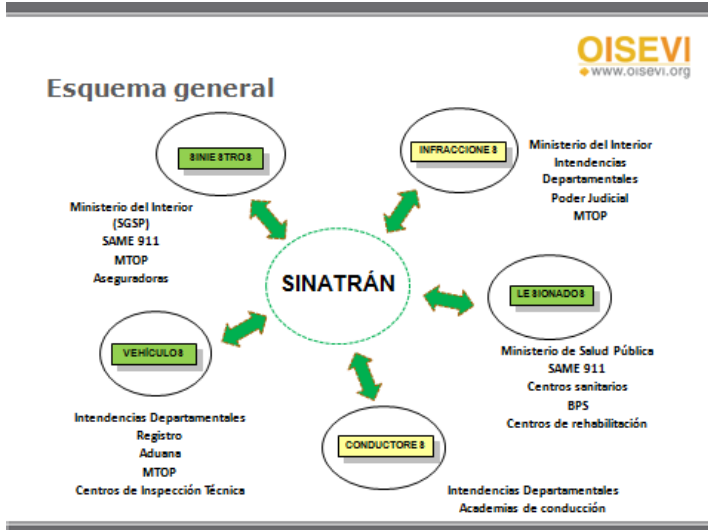 OISEVI
www.oisevi.org
Esquema general
SINIESTROS
INFRACCIONES
Ministerio del Interior
Intendencias
Departamentales
Poder Judicial
MTOP
Ministerio del Interior
(SGSP)
SAME 911
MTOP
Aseguradoras
SINATRÁN
LESIONADOS
VEHÍCULOS
Ministerio de Salud Pública
SAME 911
Centros sanitarios
BPS
Centros de rehabilitación
Intendencias Departamentales
Registro
Aduana
MTOP
Centros de Inspección Técnica
CONDUCTORES
Intendencias Departamentales
Academias de conducción